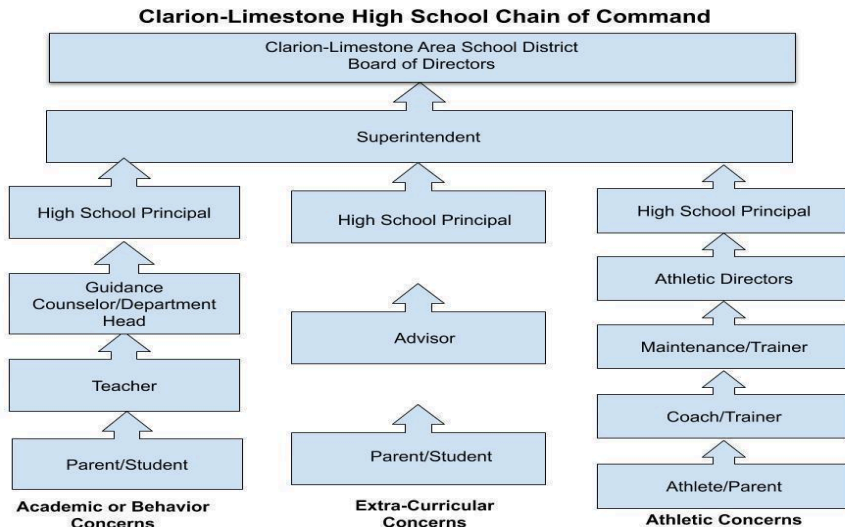 Clarion-Limestone High School Chain of Command
Clarion-Limestone Area School District
Board of Directors
Superintendent
High School Principal
Guidance
Counselor/Department
Head
Teacher
Parent/Student
Academic or Behavior
Concerns
High School Principal
Advisor
Parent/Student
Extra-Curricular
Concerns
High School Principal
Athletic Directors
Maintenance/Trainer
Coach/Trainer
Athlete/Parent
Athletic Concerns